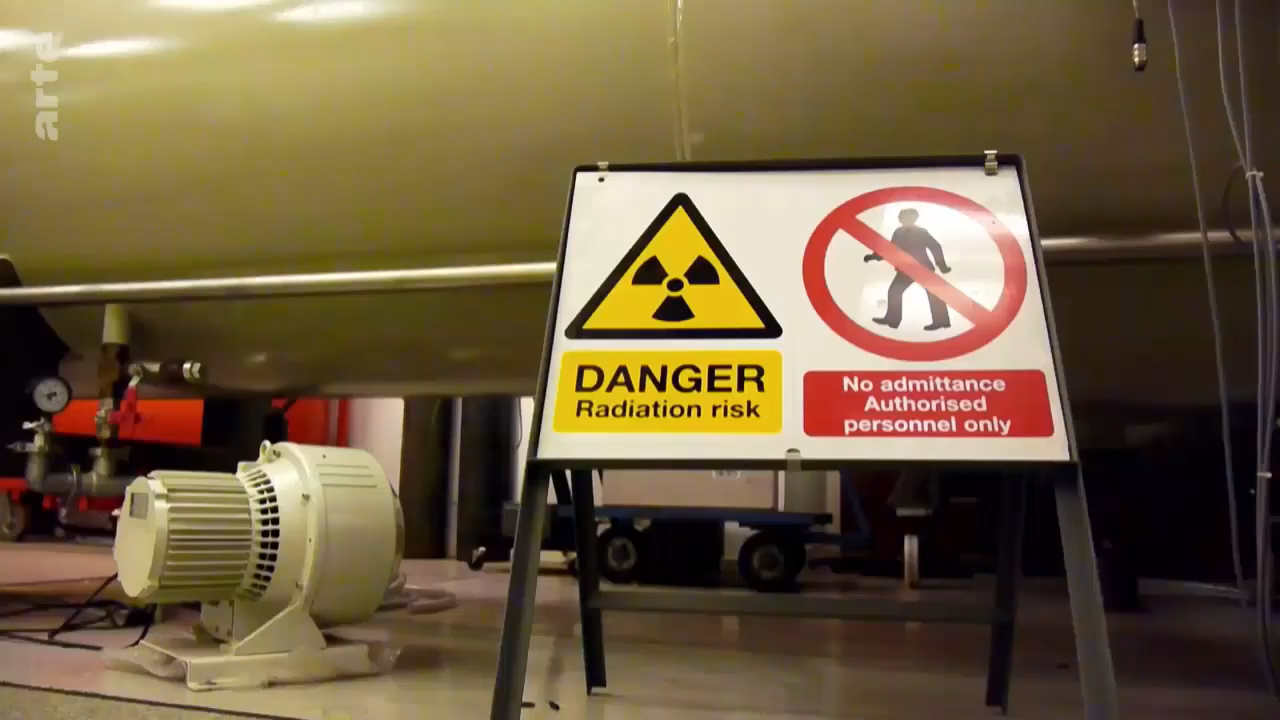 arte
DANGER
Radiation risk
No admittance
Authorised
personnel only